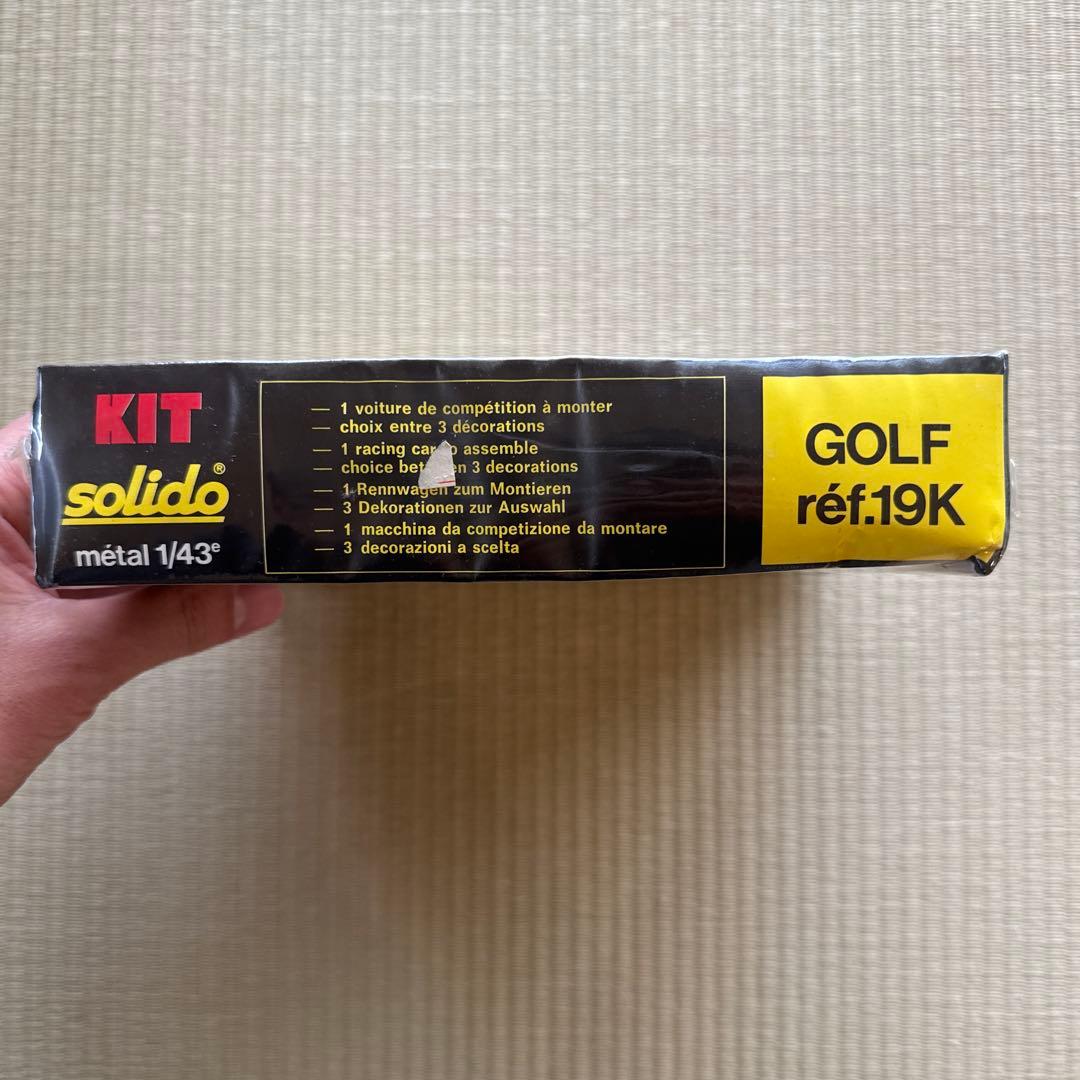 KIT
solido®
métal 1/43e
— 1 voiture de compétition à monter
— choix entre 3 décorations
— 1 racing car assemble
— choice 3 decorations
— 1 Rennwagen zum Montieren
— 3 Dekorationen zur Auswahl
— 1 macchina da competizione da montare
— 3 decorazioni a scelta
GOLF
réf.19K